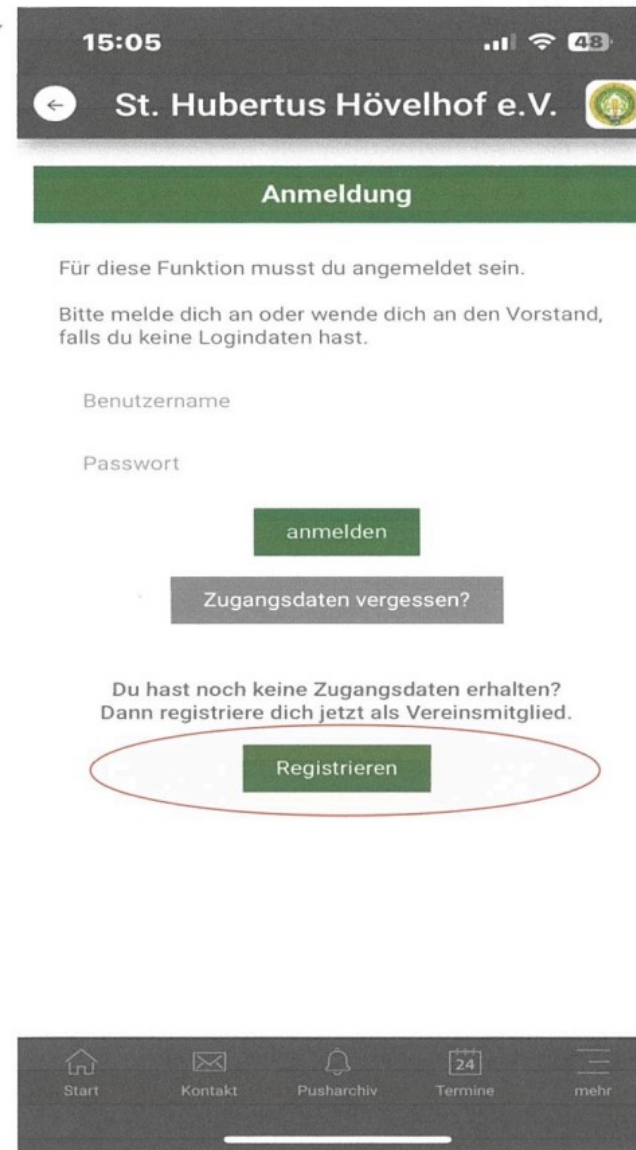 15:05
48
St. Hubertus Hövelhof e.V.
Anmeldung
Für diese Funktion musst du angemeldet sein.
Bitte melde dich an oder wende dich an den Vorstand,
falls du keine Logindaten hast.
Benutzername
Passwort
anmelden
Zugangsdaten vergessen?
Du hast noch keine Zugangsdaten erhalten?
Dann registriere dich jetzt als Vereinsmitglied.
Registrieren
24
Start Kontakt Pusharchiv Termine mehr